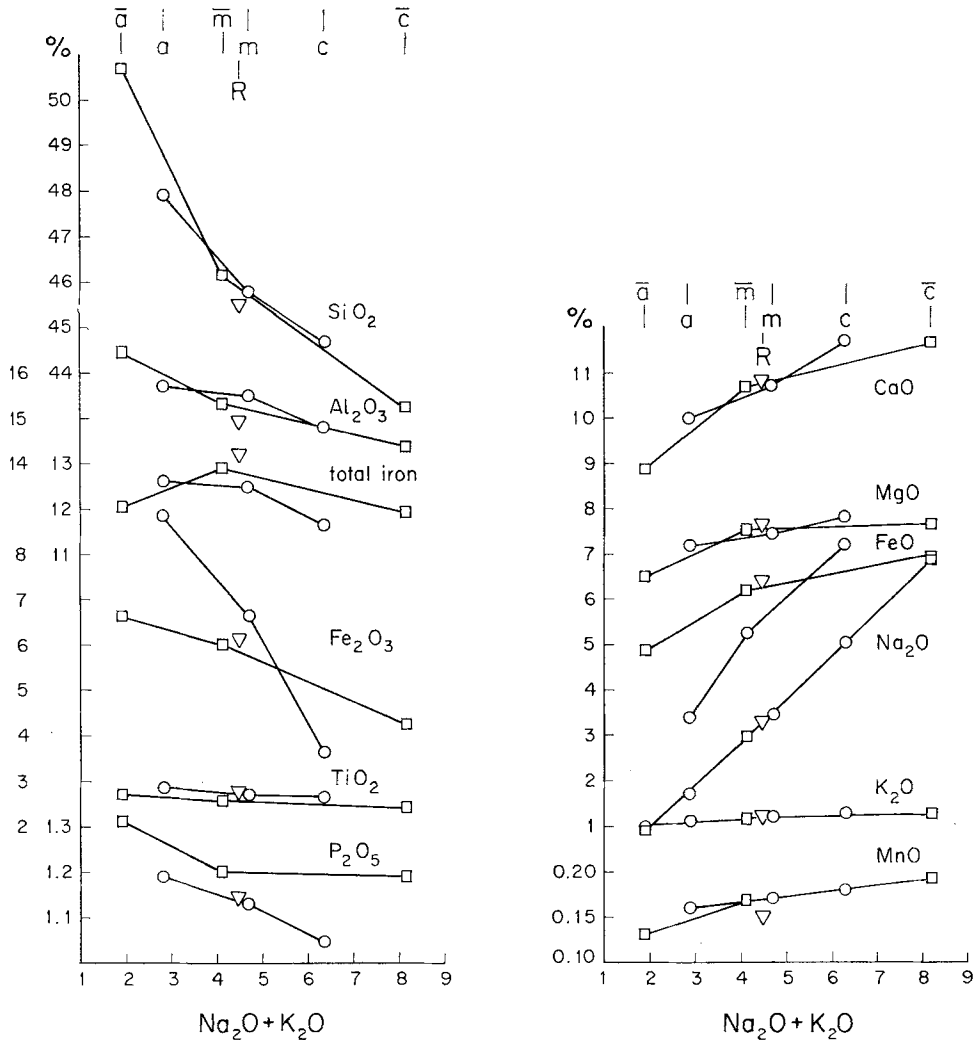 ā a m̄ m c c̄
%
R
50
49
48
47
46
45
44
SiO₂
16
15
14
Al₂O₃
13
12
11
total iron
8
7
6
5
4
3
2
Fe₂O₃
TiO₂
1.3
1.2
1.1
P₂O₅
1 2 3 4 5 6 7 8 9
Na₂O + K₂O
ā a m̄ m c c̄
%
R
11
10
9
8
7
6
5
4
3
2
1
CaO
MgO
FeO
Na₂O
K₂O
MnO
0.20
0.15
0.10
1 2 3 4 5 6 7 8 9
Na₂O + K₂O